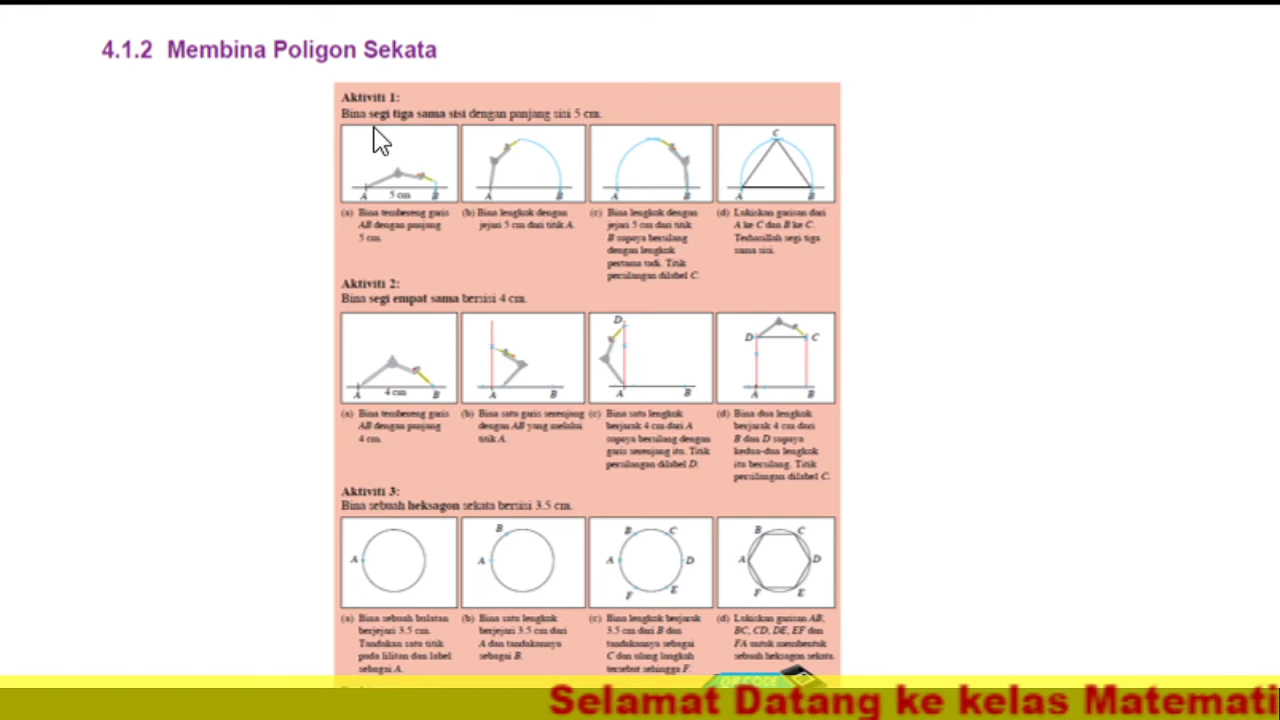 4.1.2 Membina Poligon Sekata
Aktiviti 1:
Bina segi tiga sama sisi dengan panjang sisi 5 cm.
A 5 cm B
A B
A B
C
A B
(a) Bina tembereng garis
AB dengan panjang
5 cm.
(b) Bina lengkok dengan
jejari 5 cm dari titik A.
(c) Bina lengkok dengan
jejari 5 cm dari titik
B supaya bersilang
dengan lengkok
pertama tadi. Titik
persilangan dilabel C.
(d) Lukiskan garisan dari
A ke C dan B ke C.
Terhasillah segi tiga
sama sisi.
Aktiviti 2:
Bina segi empat sama bersisi 4 cm.
A 4 cm B
A B
D
A B
D C
A B
(a) Bina tembereng garis
AB dengan panjang
4 cm.
(b) Bina satu garis serenjang
dengan AB yang melalui
titik A.
(c) Bina satu lengkok
berjarak 4 cm dari A
supaya bersilang dengan
garis serenjang itu. Titik
persilangan dilabel D.
(d) Bina dua lengkok
berjarak 4 cm dari
B dan D supaya
kedua-dua lengkok
itu bersilang. Titik
persilangan dilabel C.
Aktiviti 3:
Bina sebuah heksagon sekata bersisi 3.5 cm.
A
B
A
B C
A D
F E
B C
A D
F E
(a) Bina sebuah bulatan
berjejari 3.5 cm.
Tandakan satu titik
pada lilitan dan label
sebagai A.
(b) Bina satu lengkok
berjejari 3.5 cm dari
A dan tandakannya
sebagai B.
(c) Bina lengkok berjarak
3.5 cm dari B dan
tandakannya sebagai
C dan ulang langkah
tersebut sehingga F.
(d) Lukiskan garisan AB,
BC, CD, DE, EF dan
FA untuk membentuk
sebuah heksagon sekata.
QR CODE
Selamat Datang ke kelas Matemati